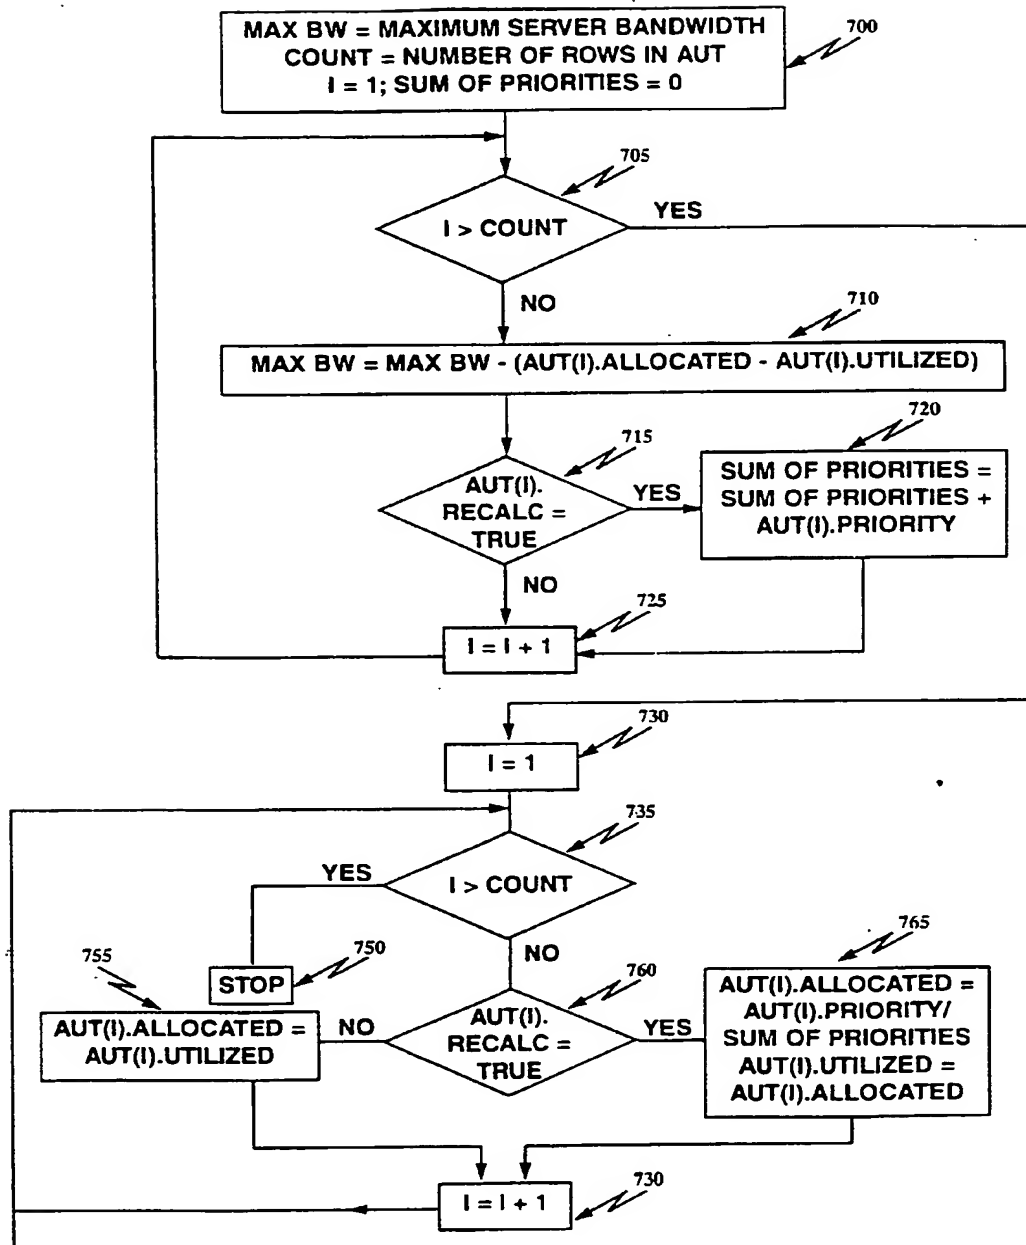 MAX BW = MAXIMUM SERVER BANDWIDTH
COUNT = NUMBER OF ROWS IN AUT
I = 1; SUM OF PRIORITIES = 0
700
705
I > COUNT
YES
NO
710
MAX BW = MAX BW - (AUT(I).ALLOCATED - AUT(I).UTILIZED)
715
AUT(I).
RECALC =
TRUE
YES
720
SUM OF PRIORITIES =
SUM OF PRIORITIES +
AUT(I).PRIORITY
NO
725
I = I + 1
730
I = 1
735
I > COUNT
YES
NO
750
STOP
755
AUT(I).ALLOCATED =
AUT(I).UTILIZED
NO
760
AUT(I).
RECALC =
TRUE
YES
765
AUT(I).ALLOCATED =
AUT(I).PRIORITY/
SUM OF PRIORITIES
AUT(I).UTILIZED =
AUT(I).ALLOCATED
730
I = I + 1